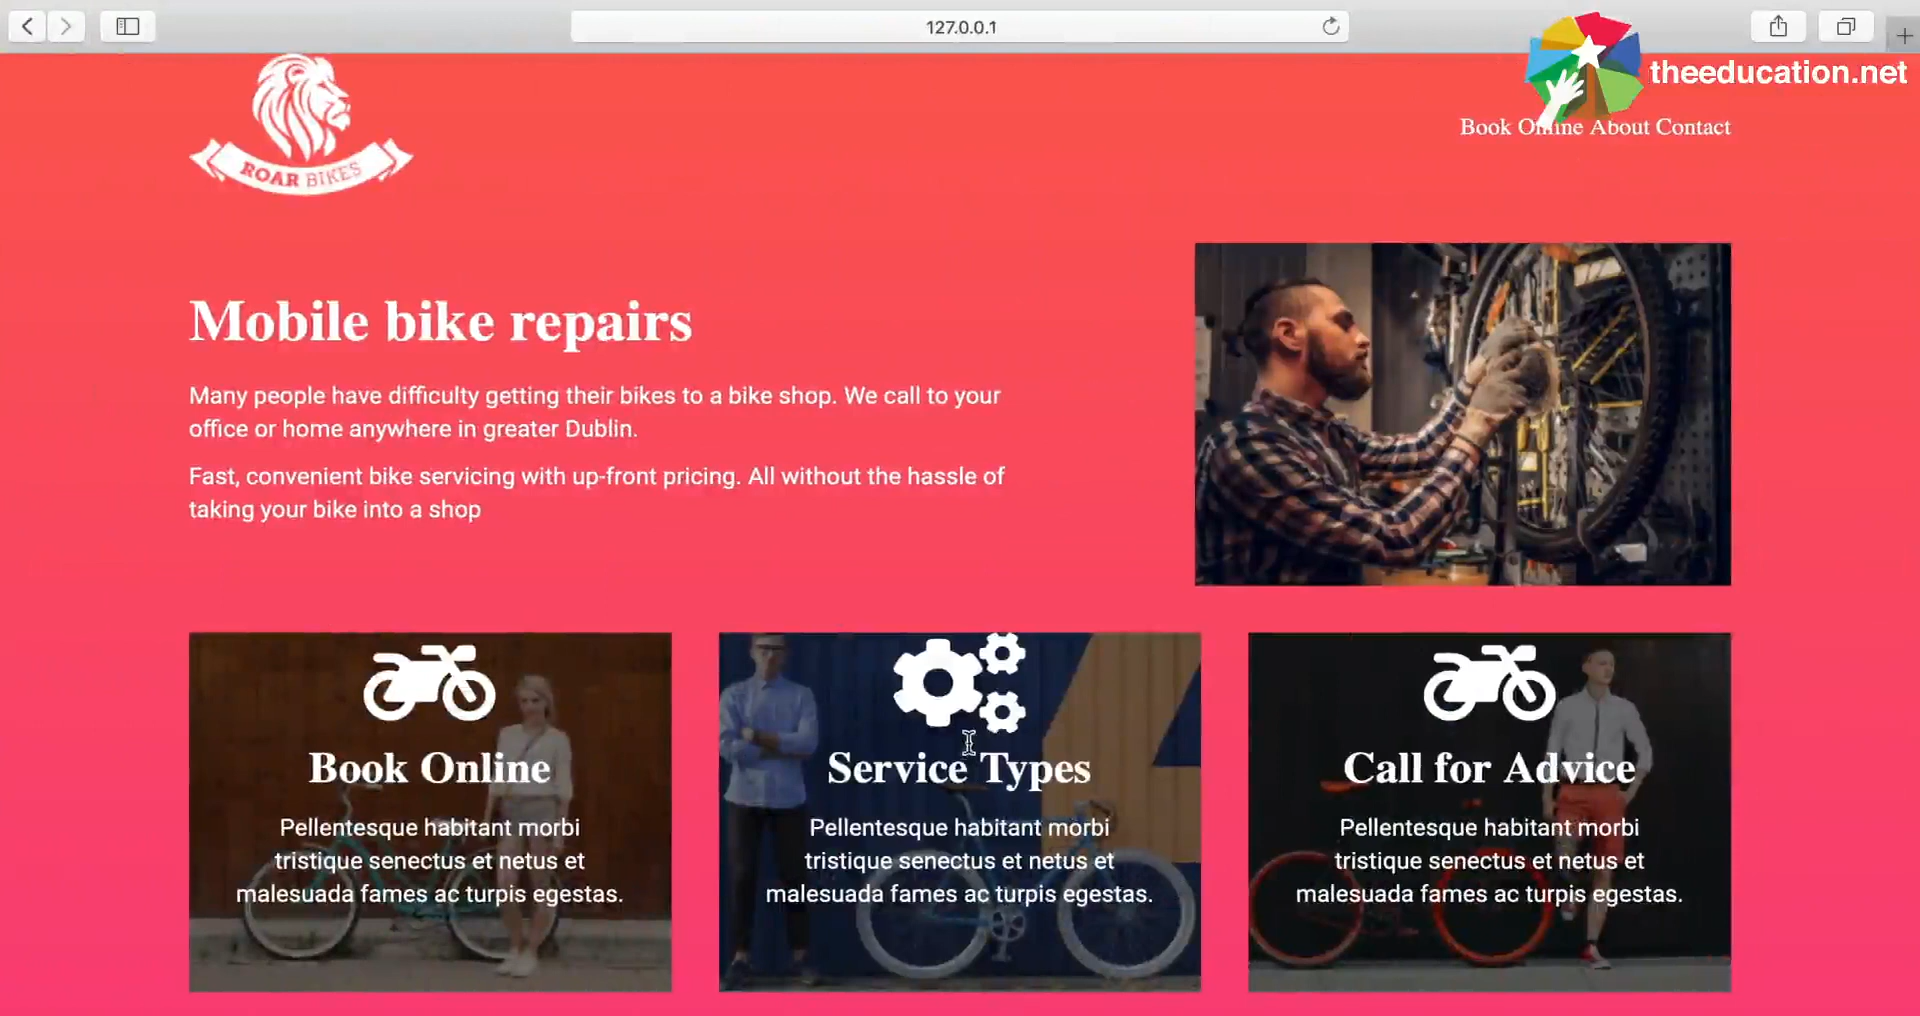 127.0.0.1
theeducation.net
Book Online About Contact
ROAR BIKES
Mobile bike repairs
Many people have difficulty getting their bikes to a bike shop. We call to your
office or home anywhere in greater Dublin.
Fast, convenient bike servicing with up-front pricing. All without the hassle of
taking your bike into a shop
Book Online
Pellentesque habitant morbi
tristique senectus et netus et
malesuada fames ac turpis egestas.
Service Types
Pellentesque habitant morbi
tristique senectus et netus et
malesuada fames ac turpis egestas.
Call for Advice
Pellentesque habitant morbi
tristique senectus et netus et
malesuada fames ac turpis egestas.